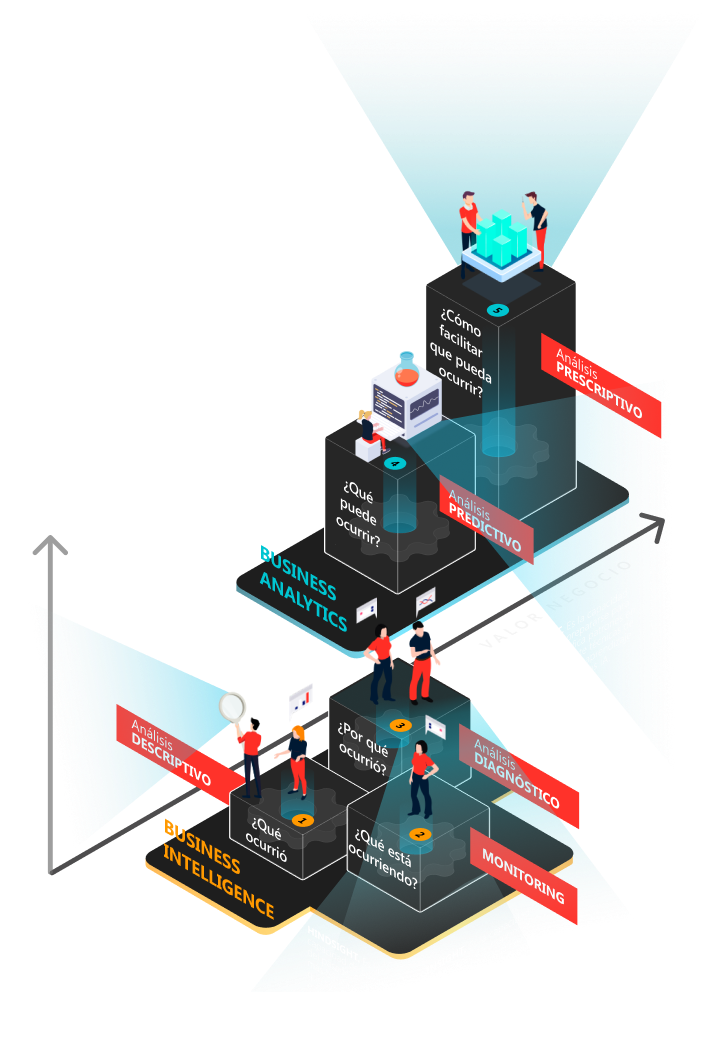 5
¿Cómo
facilitar
que pueda
ocurrir?
Análisis
PRESCRIPTIVO
4
¿Qué
puede
ocurrir?
Análisis
PREDICTIVO
BUSINESS
ANALYTICS
VALOR NEGOCIO
3
¿Por qué
ocurrió?
Análisis
DIAGNÓSTICO
Análisis
DESCRIPTIVO
1
¿Qué
ocurrió
2
¿Qué está
ocurriendo?
MONITORING
BUSINESS
INTELLIGENCE